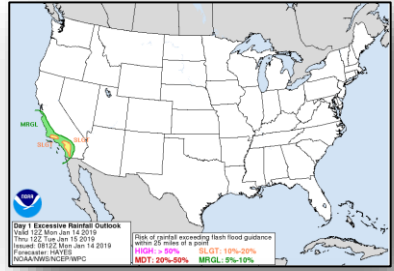 MRGL
SLGT
SLGT
NOAA
Day 1 Excessive Rainfall Outlook
Valid 12Z Mon Jan 14 2019
Thru 12Z Tue Jan 15 2019
Issued: 0812Z Mon Jan 14 2019
Forecaster: HAYES
NOAA/NWS/NCEP/WPC
Risk of rainfall exceeding flash flood guidance
within 25 miles of a point
HIGH: > 50% SLGT: 10%-20%
MDT: 20%-50% MRGL: 5%-10%